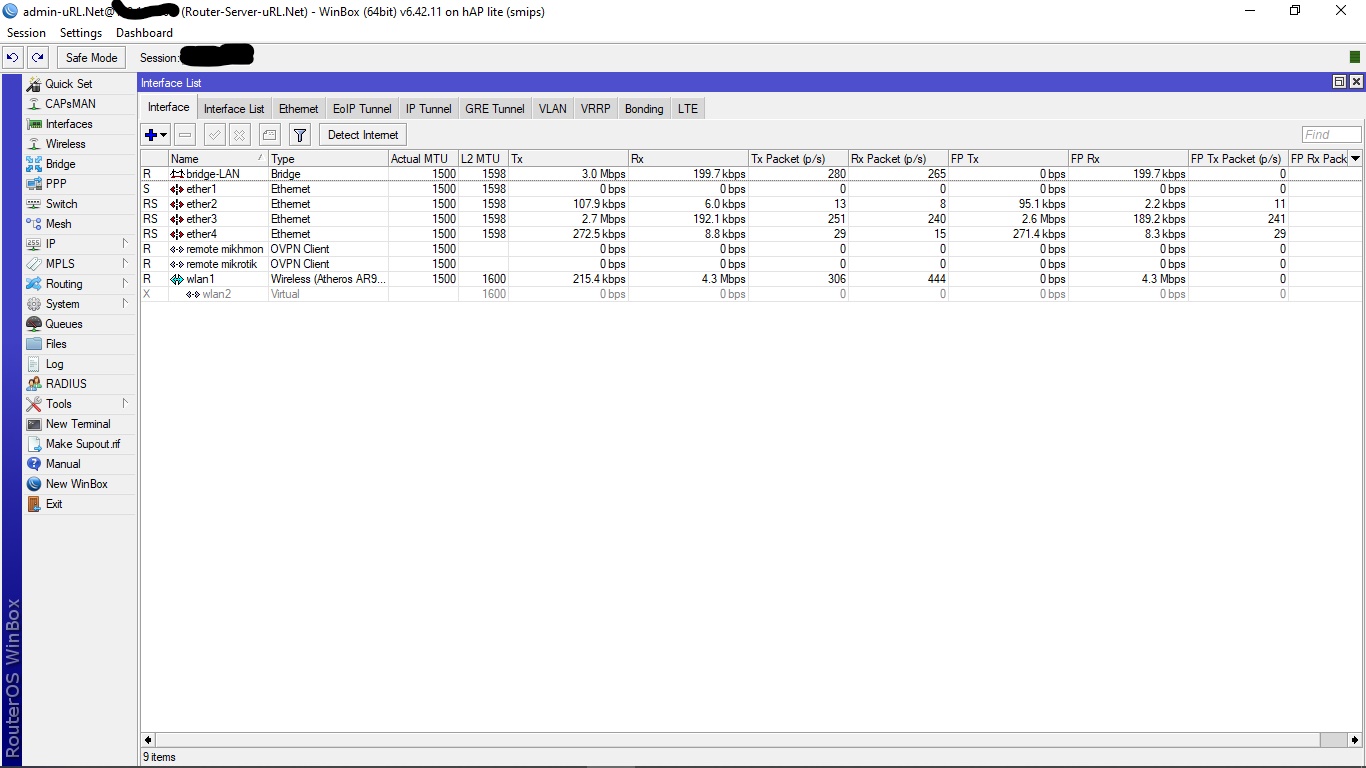 admin-uRL.Net@ (Router-Server-uRL.Net) - WinBox (64bit) v6.42.11 on hAP lite (smips)
Session Settings Dashboard
Safe Mode Session:
Quick Set
CAPsMAN
Interfaces
Wireless
Bridge
PPP
Switch
Mesh
IP
MPLS
Routing
System
Queues
Files
Log
RADIUS
Tools
New Terminal
Make Supout.rif
Manual
New WinBox
Exit
RouterOS WinBox
Interface List
Interface Interface List Ethernet EoIP Tunnel IP Tunnel GRE Tunnel VLAN VRRP Bonding LTE
Detect Internet Find
Name Type Actual MTU L2 MTU Tx Rx Tx Packet (p/s) Rx Packet (p/s) FP Tx FP Rx FP Tx Packet (p/s) FP Rx Pack
R bridge-LAN Bridge 1500 1598 3.0 Mbps 199.7 kbps 280 265 0 bps 199.7 kbps 0
S ether1 Ethernet 1500 1598 0 bps 0 bps 0 0 0 bps 0 bps 0
RS ether2 Ethernet 1500 1598 107.9 kbps 6.0 kbps 13 8 95.1 kbps 2.2 kbps 11
RS ether3 Ethernet 1500 1598 2.7 Mbps 192.1 kbps 251 240 2.6 Mbps 189.2 kbps 241
RS ether4 Ethernet 1500 1598 272.5 kbps 8.8 kbps 29 15 271.4 kbps 8.3 kbps 29
R remote mikhmon OVPN Client 1500 0 bps 0 bps 0 0 0 bps 0 bps 0
R remote mikrotik OVPN Client 1500 0 bps 0 bps 0 0 0 bps 0 bps 0
R wlan1 Wireless (Atheros AR9... 1500 1600 215.4 kbps 4.3 Mbps 306 444 0 bps 4.3 Mbps 0
X wlan2 Virtual 1600 0 bps 0 bps 0 0 0 bps 0 bps 0
9 items